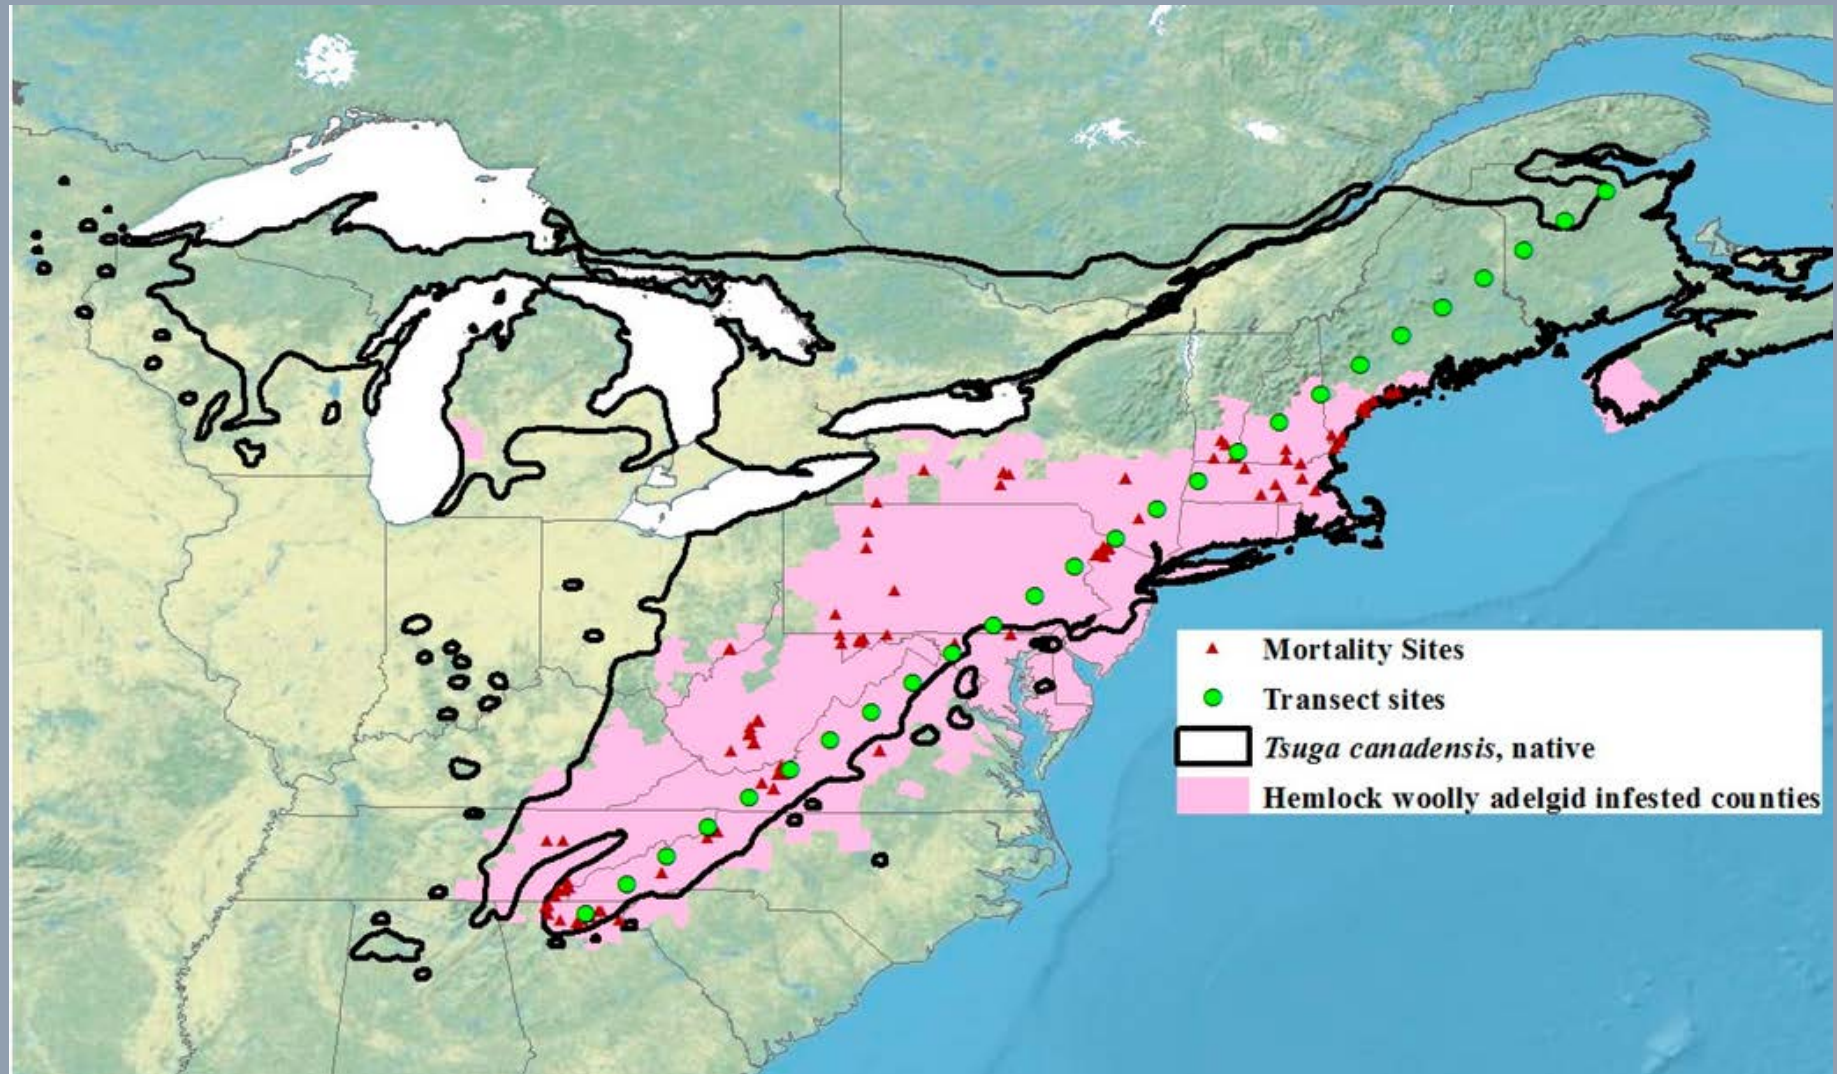 Mortality Sites
Transect sites
Tsuga canadensis, native
Hemlock woolly adelgid infested counties